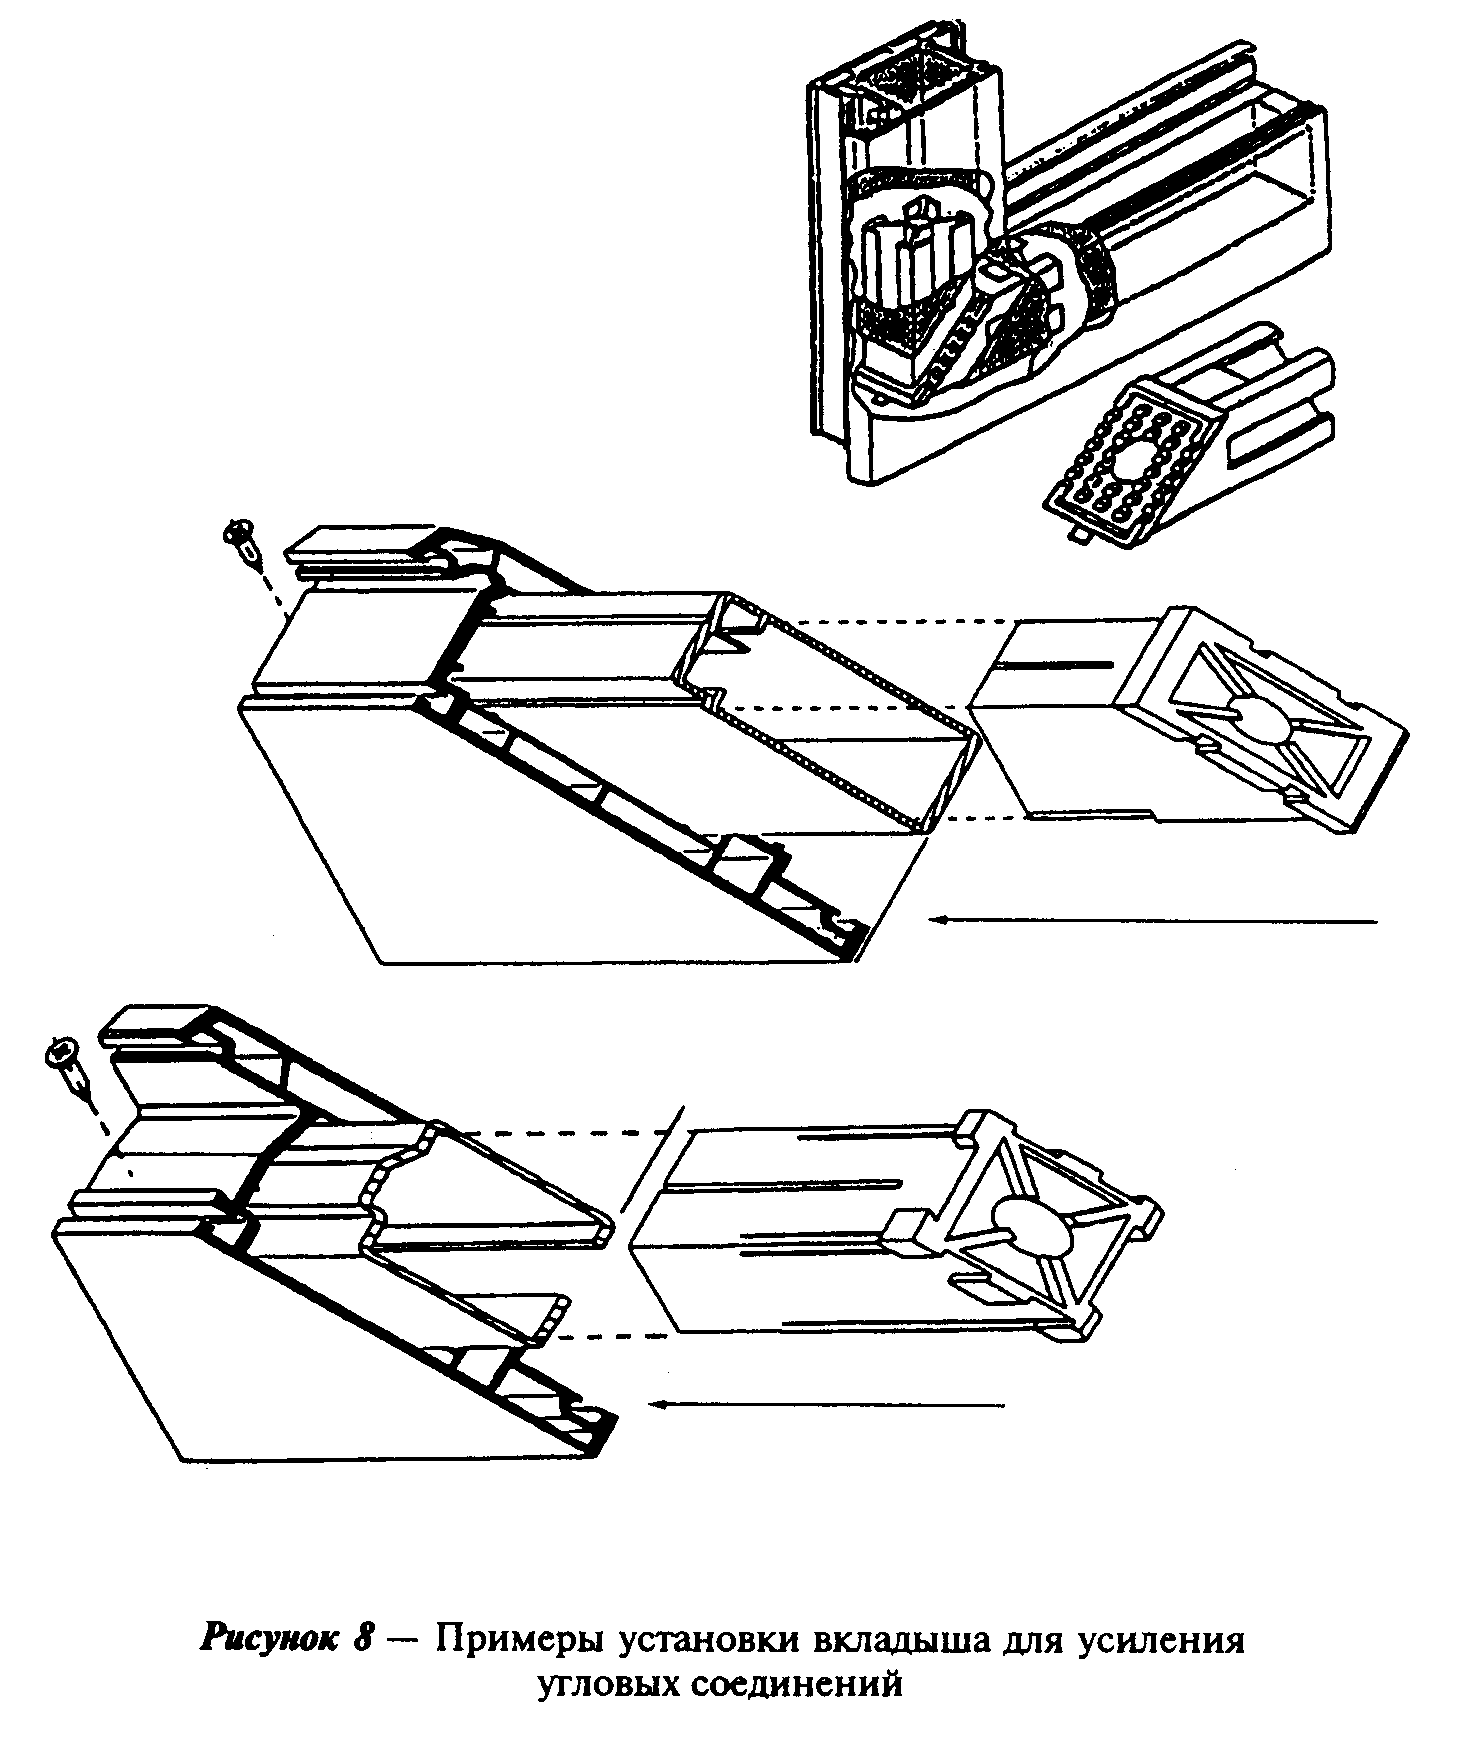 Рисунок 8 — Примеры установки вкладыша для усиления
угловых соединений